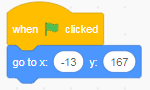 when clicked
go to x: -13 y: 167